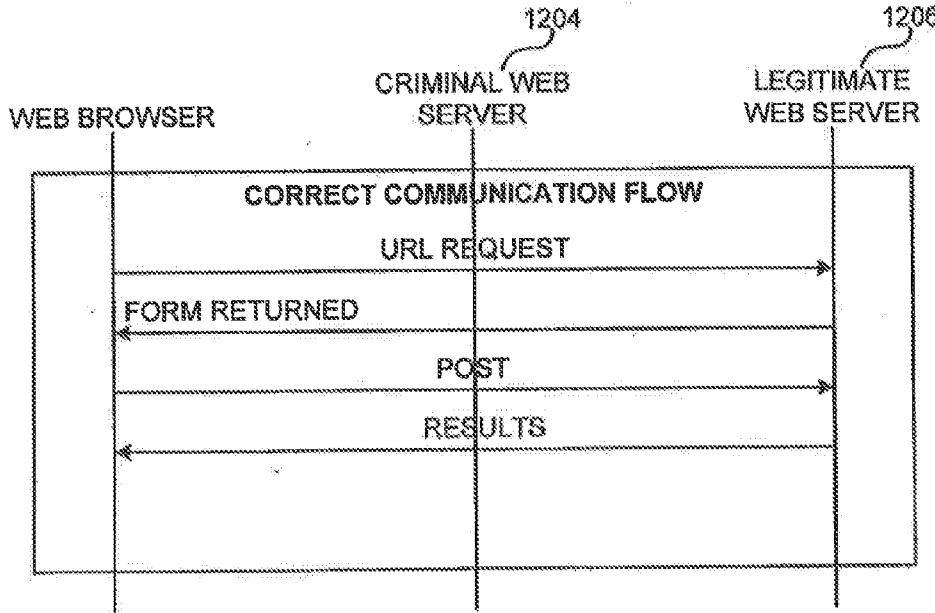 1204
1206
CRIMINAL WEB
SERVER
LEGITIMATE
WEB SERVER
WEB BROWSER
CORRECT COMMUNICATION FLOW
URL REQUEST
FORM RETURNED
POST
RESULTS